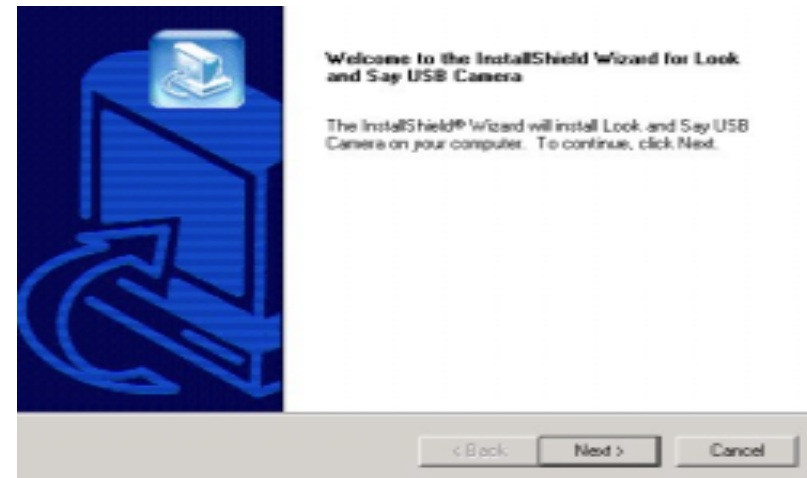 Welcome to the InstallShield Wizard for Look
and Say USB Camera
The InstallShield® Wizard will install Look and Say USB
Camera on your computer. To continue, click Next.
< Back
Next >
Cancel